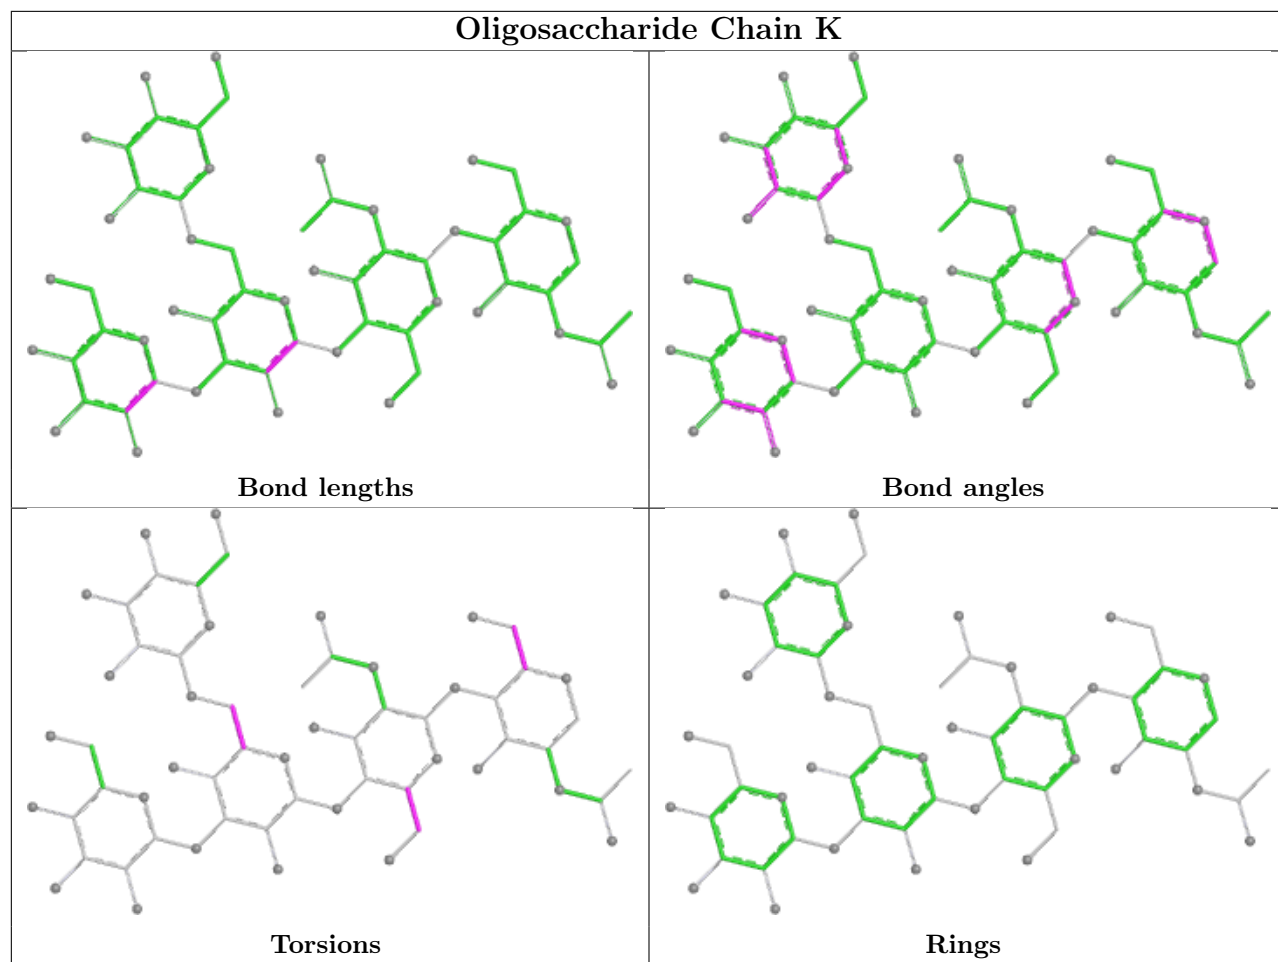 Oligosaccharide Chain K
Bond lengths
Bond angles
Torsions
Rings